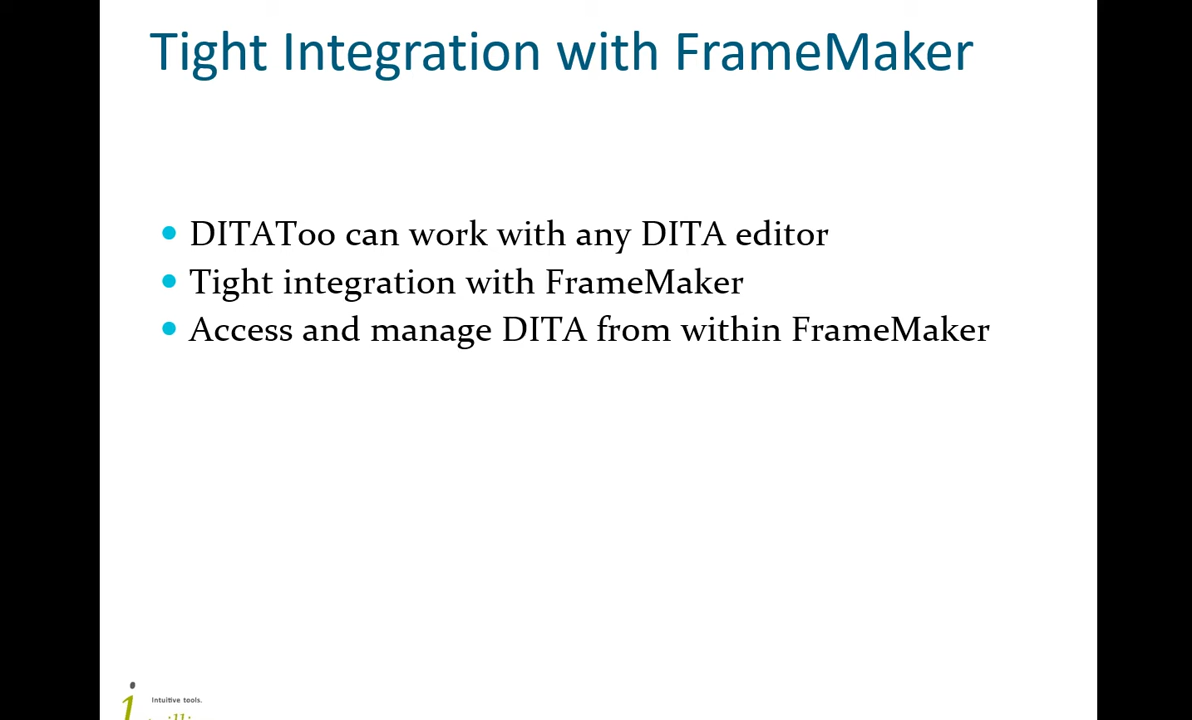 Tight Integration with FrameMaker
DITAToo can work with any DITA editor
Tight integration with FrameMaker
Access and manage DITA from within FrameMaker
Intuitive tools.